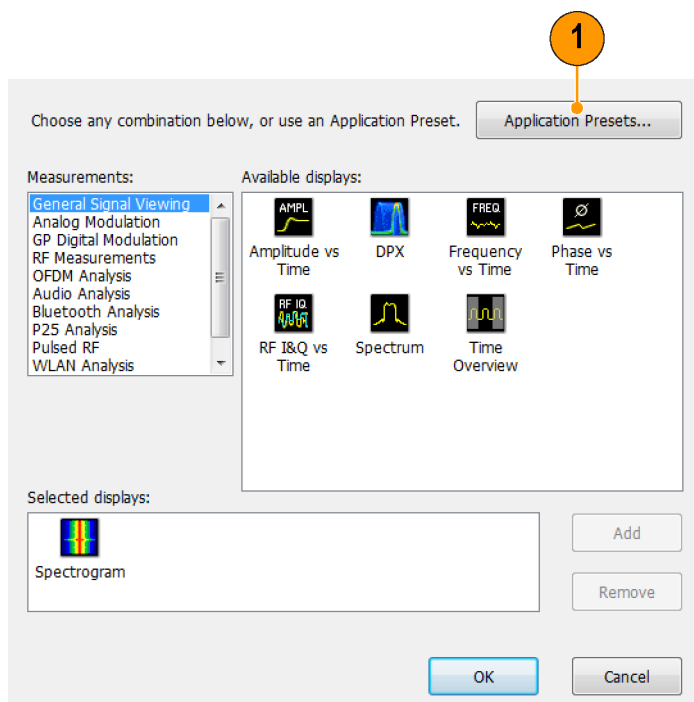 1
Choose any combination below, or use an Application Preset.
Application Presets...
Measurements:
Available displays:
General Signal Viewing
Analog Modulation
GP Digital Modulation
RF Measurements
OFDM Analysis
Audio Analysis
Bluetooth Analysis
P25 Analysis
Pulsed RF
WLAN Analysis
AMPL
Amplitude vs
Time
DPX
FREQ
Frequency
vs Time
Ø
Phase vs
Time
RF IQ
RF I&Q vs
Time
Spectrum
Time
Overview
Selected displays:
Spectrogram
Add
Remove
OK
Cancel